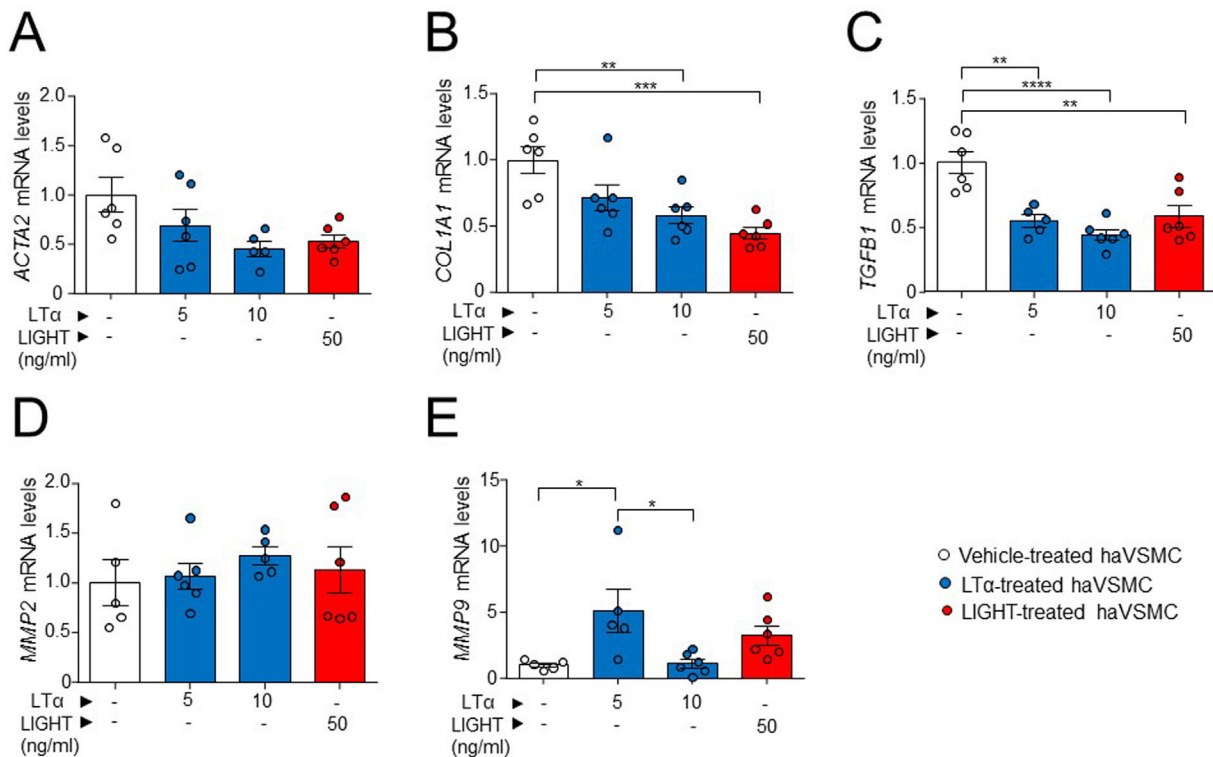 A
ACTA2 mRNA levels
2.0
1.5
1.0
0.5
0
LTα ► - 5 10 -
LIGHT ► - - - 50
(ng/ml)
B
COL1A1 mRNA levels
**
***
1.5
1.0
0.5
0
LTα ► - 5 10 -
LIGHT ► - - - 50
(ng/ml)
C
TGFB1 mRNA levels
**
****
**
1.5
1.0
0.5
0
LTα ► - 5 10 -
LIGHT ► - - - 50
(ng/ml)
D
MMP2 mRNA levels
2.0
1.5
1.0
0.5
0
LTα ► - 5 10 -
LIGHT ► - - - 50
(ng/ml)
E
MMP9 mRNA levels
*
*
15
10
5
0
LTα ► - 5 10 -
LIGHT ► - - - 50
(ng/ml)
Vehicle-treated haVSMC
LTα-treated haVSMC
LIGHT-treated haVSMC